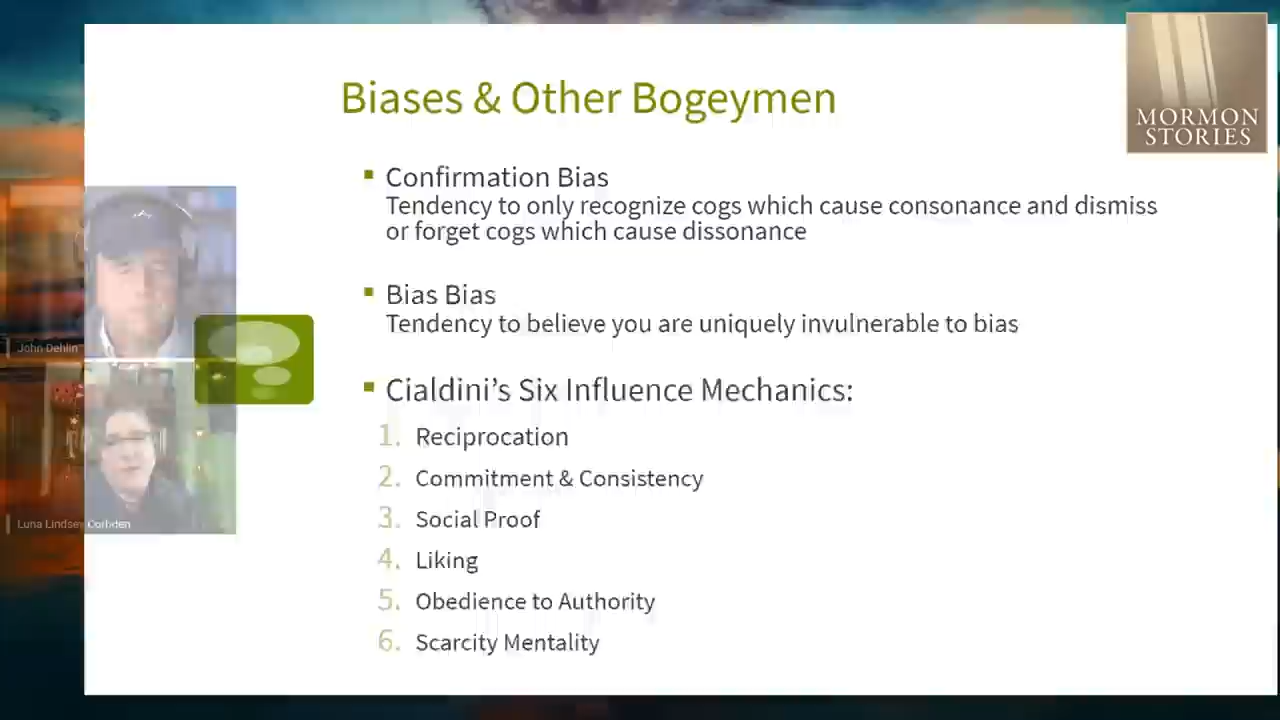 MORMON
STORIES
Biases & Other Bogeymen
Confirmation Bias
Tendency to only recognize cogs which cause consonance and dismiss
or forget cogs which cause dissonance
Bias Bias
Tendency to believe you are uniquely invulnerable to bias
John Dehlin
Cialdini’s Six Influence Mechanics:
1. Reciprocation
2. Commitment & Consistency
3. Social Proof
Luna Lindsey Corbden
4. Liking
5. Obedience to Authority
6. Scarcity Mentality